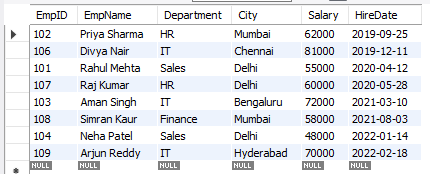 EmpID EmpName Department City Salary HireDate
102 Priya Sharma HR Mumbai 62000 2019-09-25
106 Divya Nair IT Chennai 81000 2019-12-11
101 Rahul Mehta Sales Delhi 55000 2020-04-12
107 Raj Kumar HR Delhi 60000 2020-05-28
103 Aman Singh IT Bengaluru 72000 2021-03-10
108 Simran Kaur Finance Mumbai 58000 2021-08-03
104 Neha Patel Sales Delhi 48000 2022-01-14
109 Arjun Reddy IT Hyderabad 70000 2022-02-18
NULL NULL NULL NULL NULL NULL